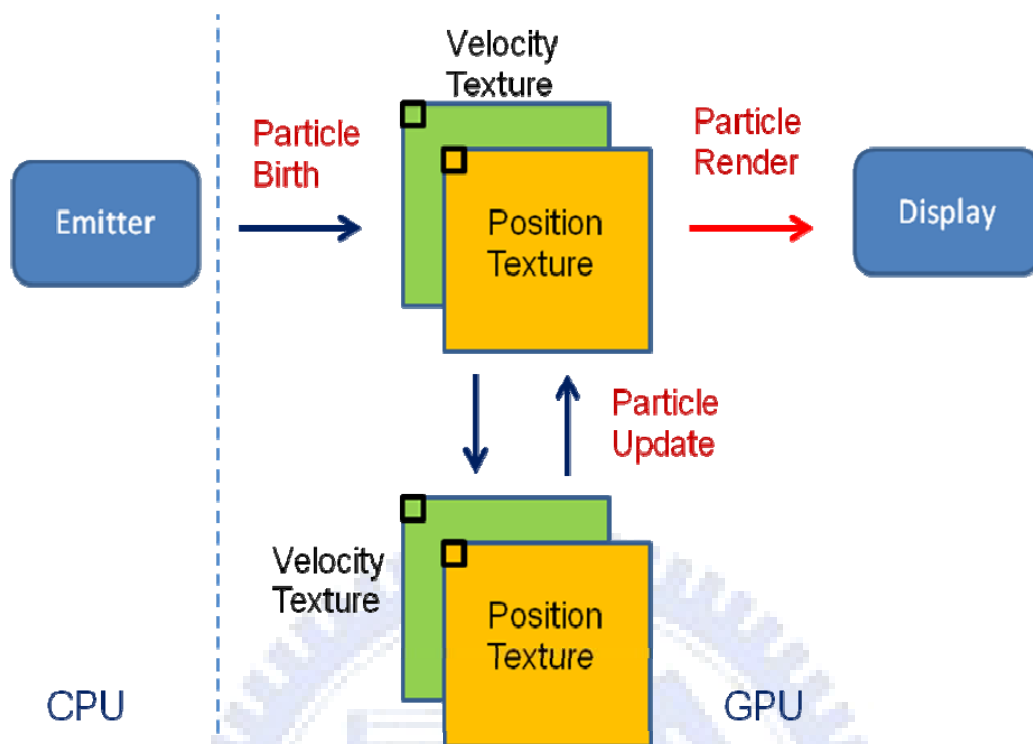 Velocity
Texture
Particle
Birth
Particle
Render
Emitter
Position
Texture
Display
Particle
Update
Velocity
Texture
Position
Texture
CPU
GPU